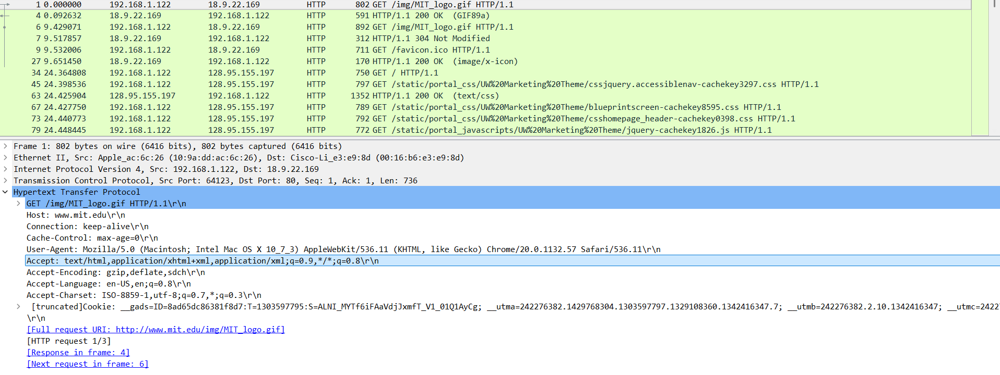 1 0.000000 192.168.1.122 18.9.22.169 HTTP 802 GET /img/MIT_logo.gif HTTP/1.1
4 0.092632 18.9.22.169 192.168.1.122 HTTP 591 HTTP/1.1 200 OK  (GIF89a)
6 9.429071 192.168.1.122 18.9.22.169 HTTP 892 GET /img/MIT_logo.gif HTTP/1.1
7 9.517857 18.9.22.169 192.168.1.122 HTTP 312 HTTP/1.1 304 Not Modified
9 9.532006 192.168.1.122 18.9.22.169 HTTP 711 GET /favicon.ico HTTP/1.1
27 9.651450 18.9.22.169 192.168.1.122 HTTP 170 HTTP/1.1 200 OK  (image/x-icon)
34 24.364808 192.168.1.122 128.95.155.197 HTTP 750 GET / HTTP/1.1
45 24.398536 192.168.1.122 128.95.155.197 HTTP 797 GET /static/portal_css/UW%20Marketing%20Theme/cssjquery.accessiblenav-cachekey3297.css HTTP/1.1
63 24.425904 128.95.155.197 192.168.1.122 HTTP 1352 HTTP/1.1 200 OK  (text/css)
67 24.427750 192.168.1.122 128.95.155.197 HTTP 789 GET /static/portal_css/UW%20Marketing%20Theme/blueprintscreen-cachekey8595.css HTTP/1.1
73 24.440773 192.168.1.122 128.95.155.197 HTTP 792 GET /static/portal_css/UW%20Marketing%20Theme/csshomepage_header-cachekey0398.css HTTP/1.1
79 24.448445 192.168.1.122 128.95.155.197 HTTP 772 GET /static/portal_javascripts/UW%20Marketing%20Theme/jquery-cachekey1826.js HTTP/1.1
Frame 1: 802 bytes on wire (6416 bits), 802 bytes captured (6416 bits)
Ethernet II, Src: Apple_ac:6c:26 (10:9a:dd:ac:6c:26), Dst: Cisco-Li_e3:e9:8d (00:16:b6:e3:e9:8d)
Internet Protocol Version 4, Src: 192.168.1.122, Dst: 18.9.22.169
Transmission Control Protocol, Src Port: 64123, Dst Port: 80, Seq: 1, Ack: 1, Len: 736
Hypertext Transfer Protocol
GET /img/MIT_logo.gif HTTP/1.1\r\n
Host: www.mit.edu\r\n
Connection: keep-alive\r\n
Cache-Control: max-age=0\r\n
User-Agent: Mozilla/5.0 (Macintosh; Intel Mac OS X 10_7_3) AppleWebKit/536.11 (KHTML, like Gecko) Chrome/20.0.1132.57 Safari/536.11\r\n
Accept: text/html,application/xhtml+xml,application/xml;q=0.9,*/*;q=0.8\r\n
Accept-Encoding: gzip,deflate,sdch\r\n
Accept-Language: en-US,en;q=0.8\r\n
Accept-Charset: ISO-8859-1,utf-8;q=0.7,*;q=0.3\r\n
[truncated]Cookie: __gads=ID=8ad65dc86381f8d7:T=1303597795:S=ALNI_MYTf6iFAaVdjJxmfT_V1_01Q1AyCg; __utma=242276382.1429768304.1303597797.1329108360.1342416347.7; __utmb=242276382.2.10.1342416347; __utmc=2422
\r\n
[Full request URI: http://www.mit.edu/img/MIT_logo.gif]
[HTTP request 1/3]
[Response in frame: 4]
[Next request in frame: 6]